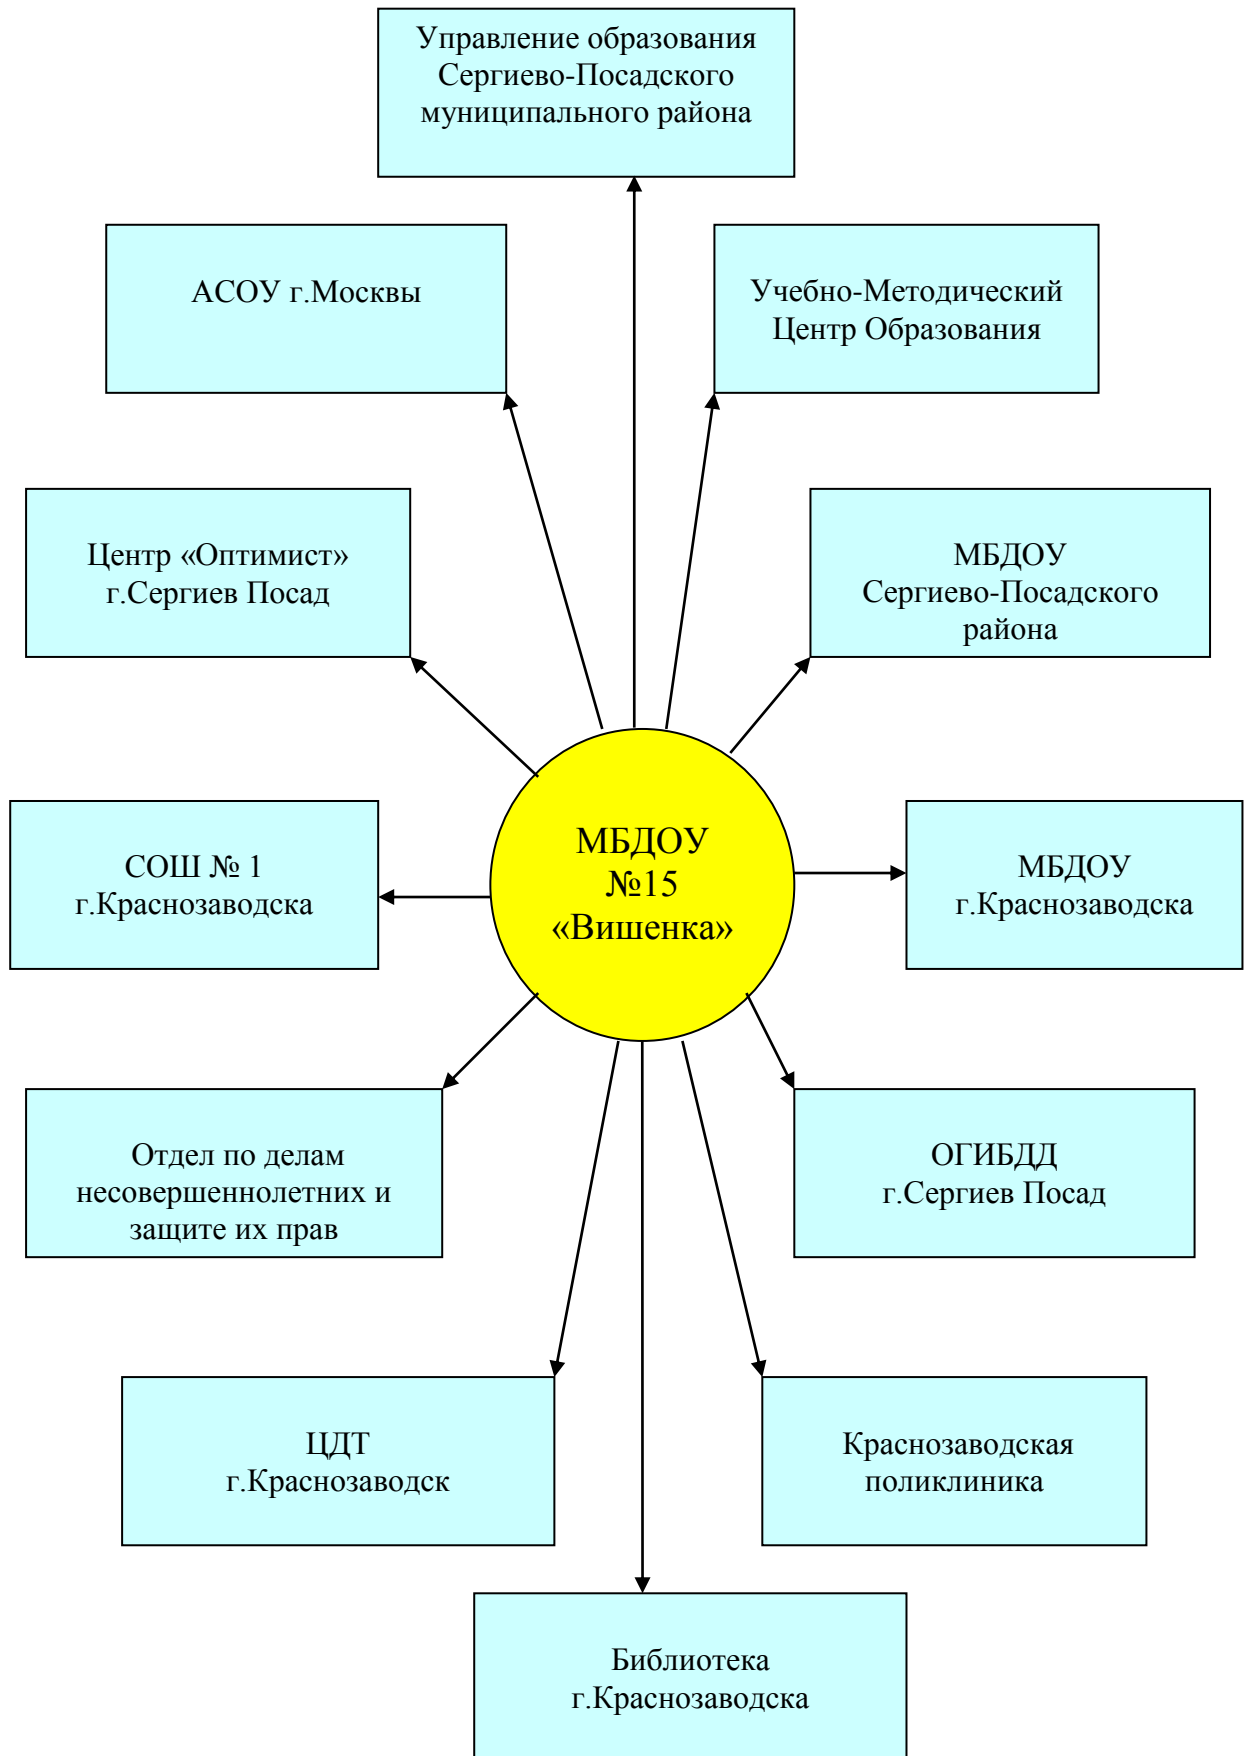 Управление образования
Сергиево-Посадского
муниципального района
АСОУ г.Москвы
Учебно-Методический
Центр Образования
Центр «Оптимист»
г.Сергиев Посад
МБДОУ
Сергиево-Посадского
района
СОШ № 1
г.Краснозаводска
МБДОУ
№15
«Вишенка»
МБДОУ
г.Краснозаводска
Отдел по делам
несовершеннолетних и
защите их прав
ОГИБДД
г.Сергиев Посад
ЦДТ
г.Краснозаводск
Краснозаводская
поликлиника
Библиотека
г.Краснозаводска